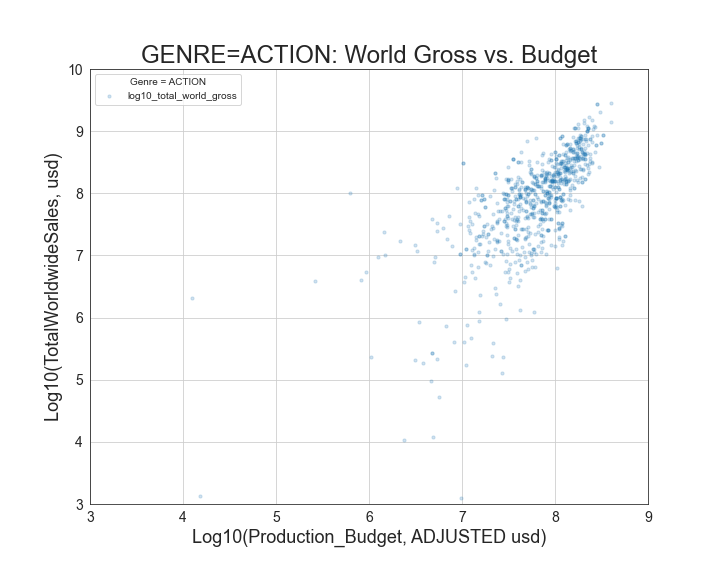 GENRE=ACTION: World Gross vs. Budget
Genre = ACTION
log10_total_world_gross
Log10(TotalWorldwideSales, usd)
10
9
8
7
6
5
4
3
3 4 5 6 7 8 9
Log10(Production_Budget, ADJUSTED usd)